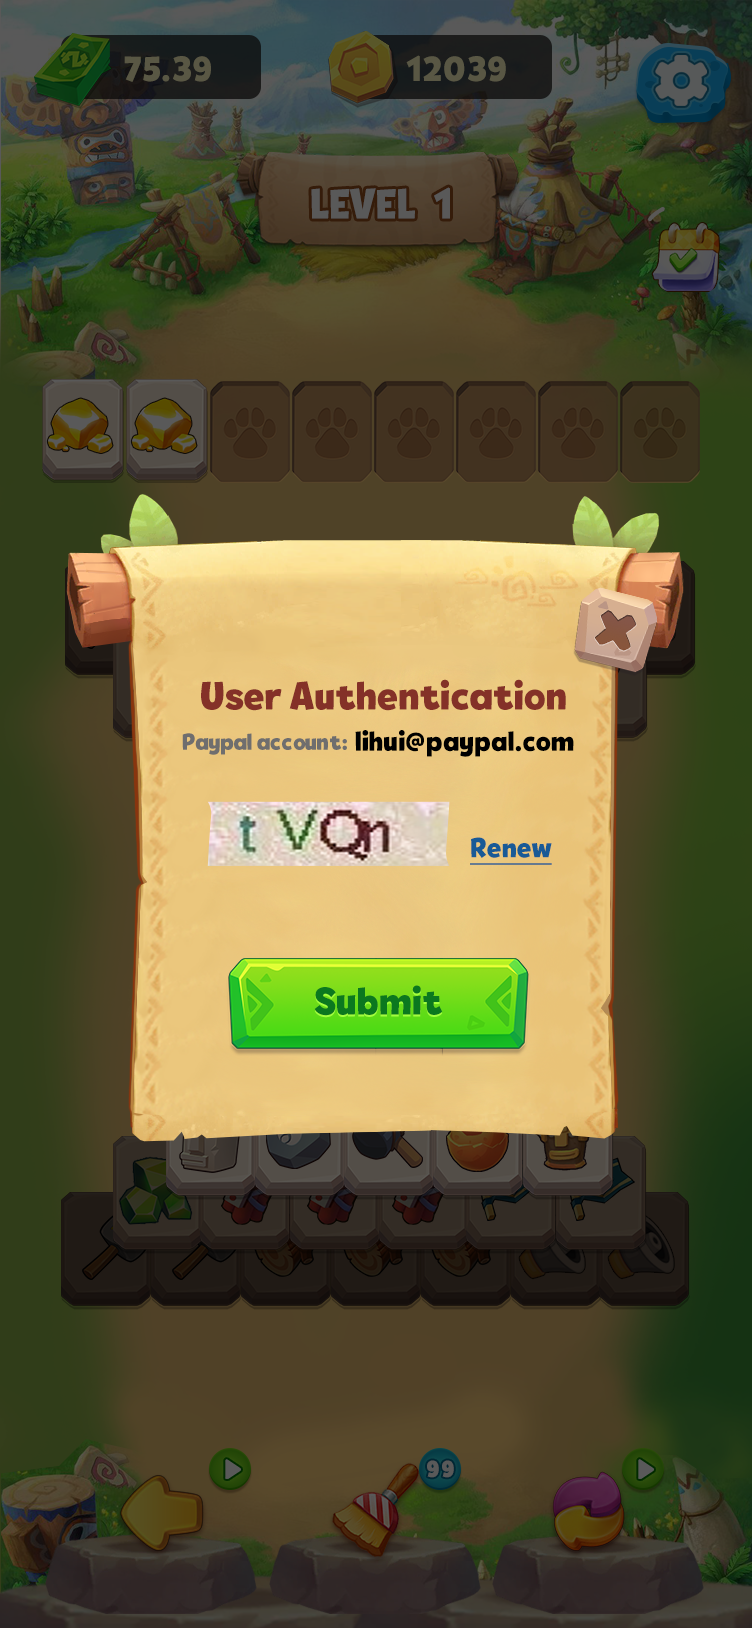 75.39
12039
LEVEL 1
User Authentication
Paypal account: lihui@paypal.com
t VQn
Renew
Submit
99